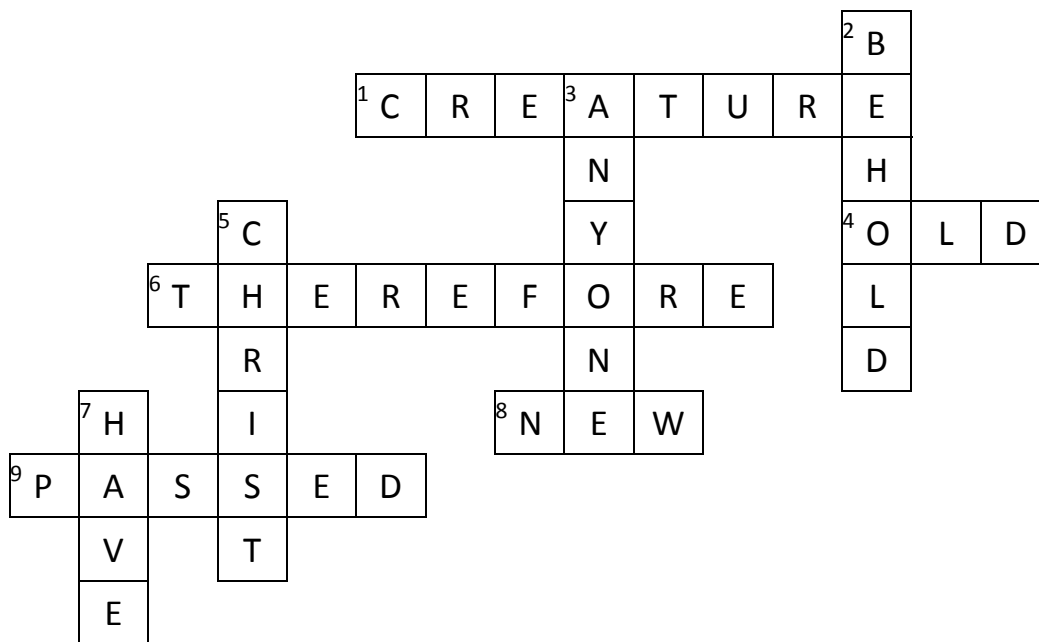 2 B
1 C R E 3 A T U R E
N H
5 C Y 4 O L D
6 T H E R E F O R E L
R N D
7 H I 8 N E W
9 P A S S E D
V T
E